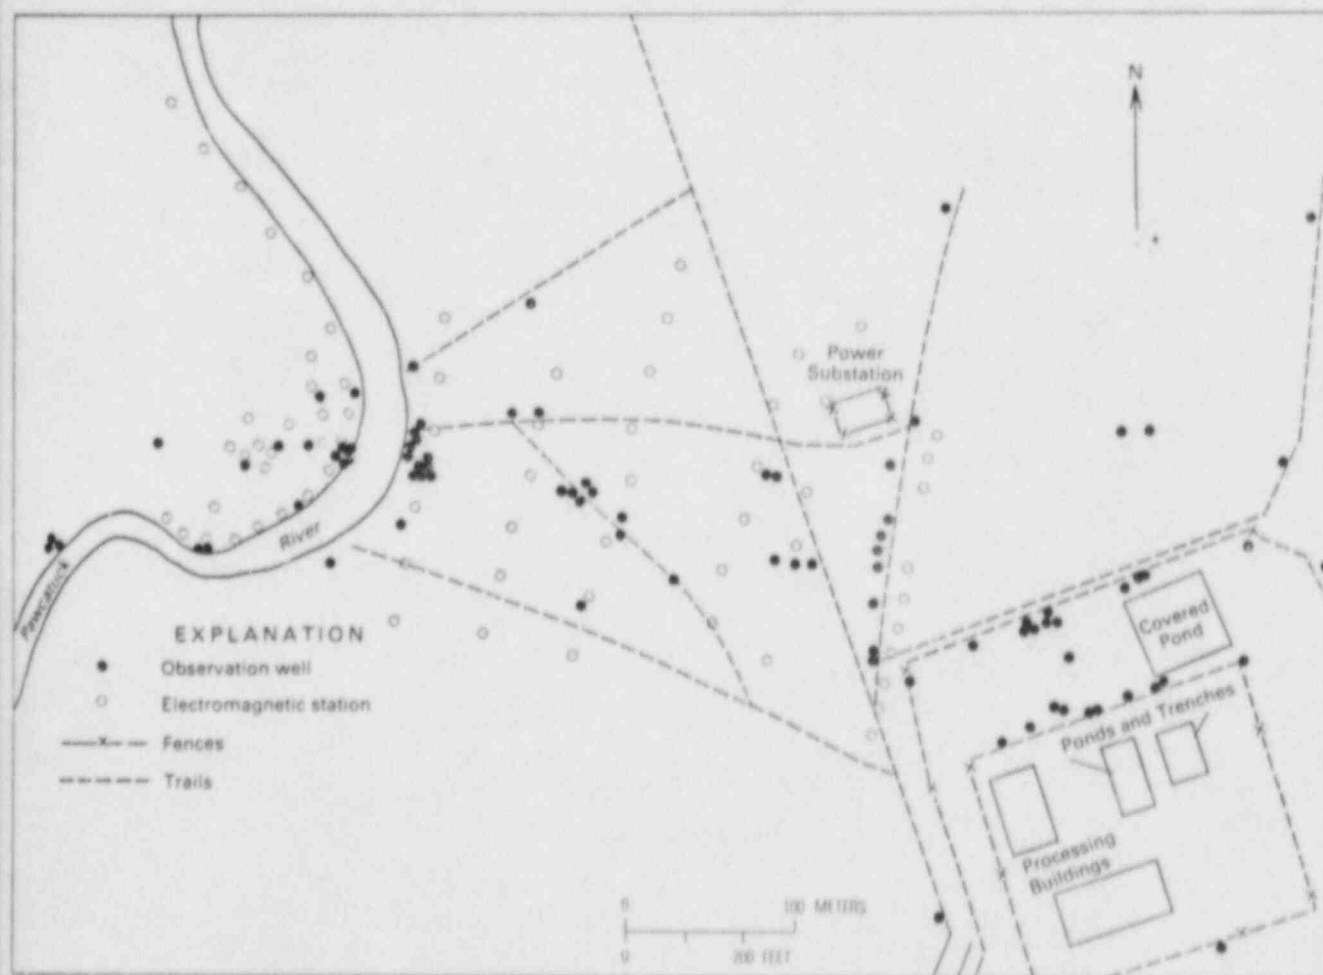 N
Power
Substation
River
Pawcatuck
Covered
Pond
EXPLANATION
Observation well
Electromagnetic station
Fences
Trails
Ponds and Trenches
Processing
Buildings
0 100 METERS
0 200 FEET